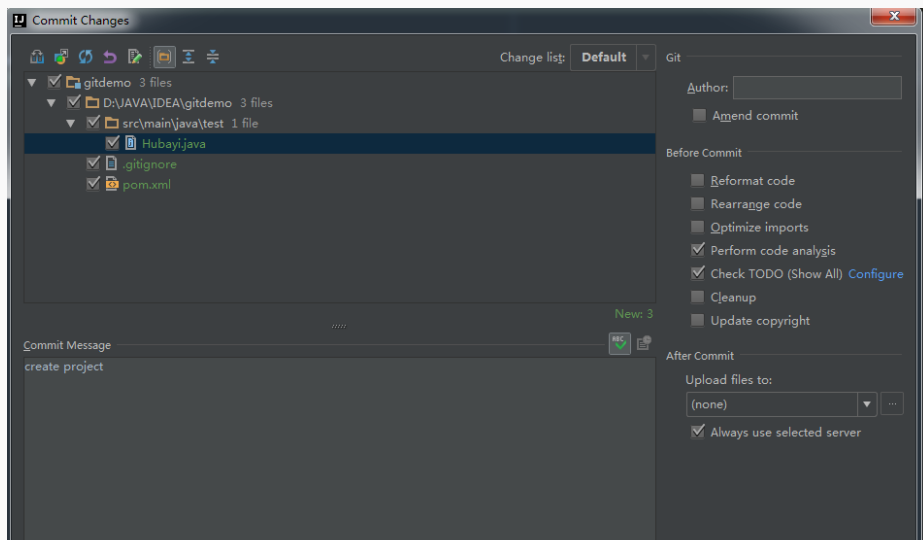 Commit Changes
Change list: Default
gitdemo 3 files
D:\JAVA\IDEA\gitdemo 3 files
src\main\java\test 1 file
Hubayi.java
.gitignore
pom.xml
New: 3
Commit Message
create project
Git
Author:
Amend commit
Before Commit
Reformat code
Rearrange code
Optimize imports
Perform code analysis
Check TODO (Show All) Configure
Cleanup
Update copyright
After Commit
Upload files to:
(none)
...
Always use selected server